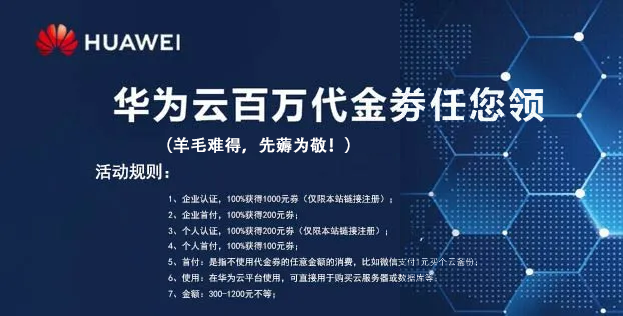 HUAWEI
华为云百万代金券任您领
(羊毛难得，先薅为敬！)
活动规则：
1、企业认证，100%获得1000元券（仅限本站链接注册）；
2、企业首付，100%获得200元券；
3、个人认证，100%获得200元券（仅限本站链接注册）；
4、个人首付，100%获得100元券；
5、首付：是指不使用代金券的任意金额的消费，比如微信支付1元买个云备份；
6、使用：在华为云平台使用，可直接用于购买云服务器或数据库等；
7、金额：300-1200元不等；